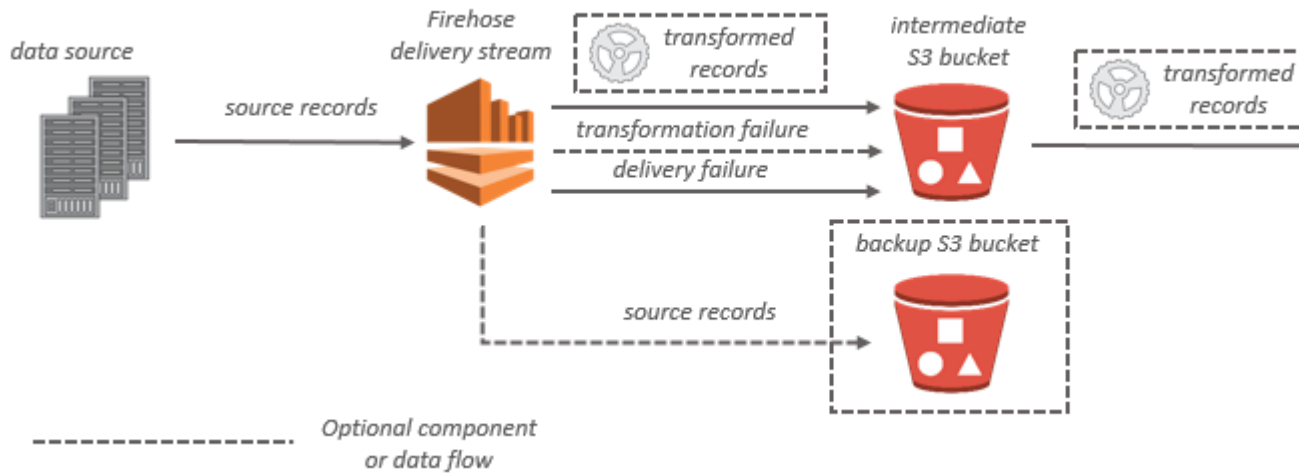 data source
source records
Firehose
delivery stream
transformed
records
transformation failure
delivery failure
intermediate
S3 bucket
transformed
records
backup S3 bucket
source records
Optional component
or data flow